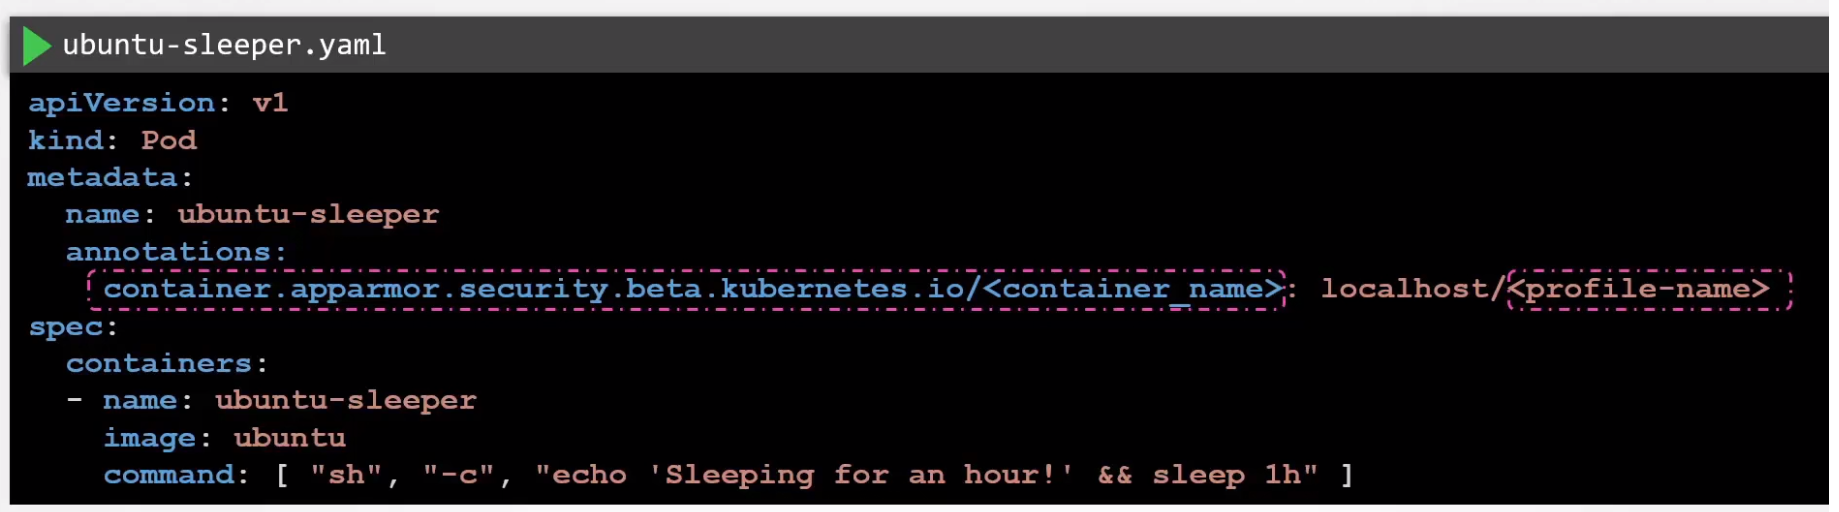 ubuntu-sleeper.yaml
apiVersion: v1
kind: Pod
metadata:
  name: ubuntu-sleeper
  annotations:
    container.apparmor.security.beta.kubernetes.io/<container_name>: localhost/<profile-name>
spec:
  containers:
  - name: ubuntu-sleeper
    image: ubuntu
    command: [ "sh", "-c", "echo 'Sleeping for an hour!' && sleep 1h" ]